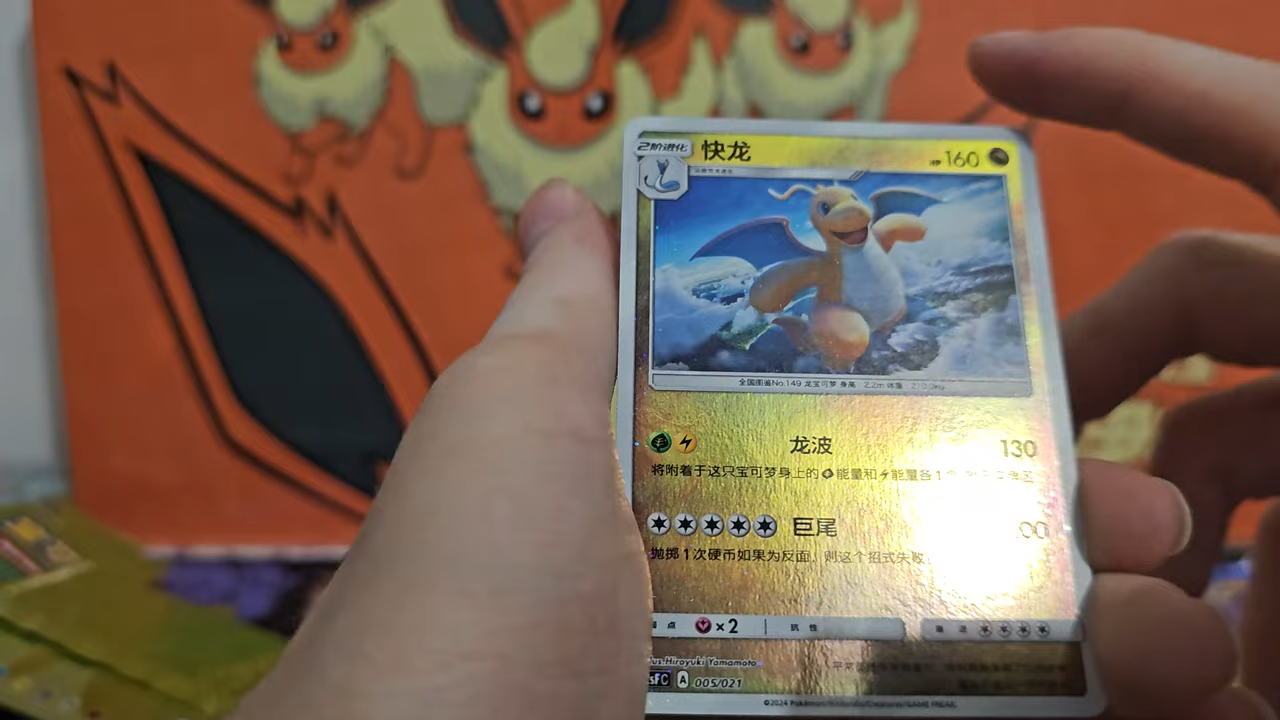 2阶进化 快龙 HP 160
全国图鉴No.149 龙宝可梦 身高 2.2m 体重 210.0kg
龙波 130
将附着于这只宝可梦身上的 能量和 能量各1
巨尾
抛掷1次硬币如果为反面，则这个招式失败
弱点 ×2 抗性
Illus.Hiroyuki Yamamoto
A 005/021
©2024 Pokémon/Nintendo/Creatures/GAME FREAK